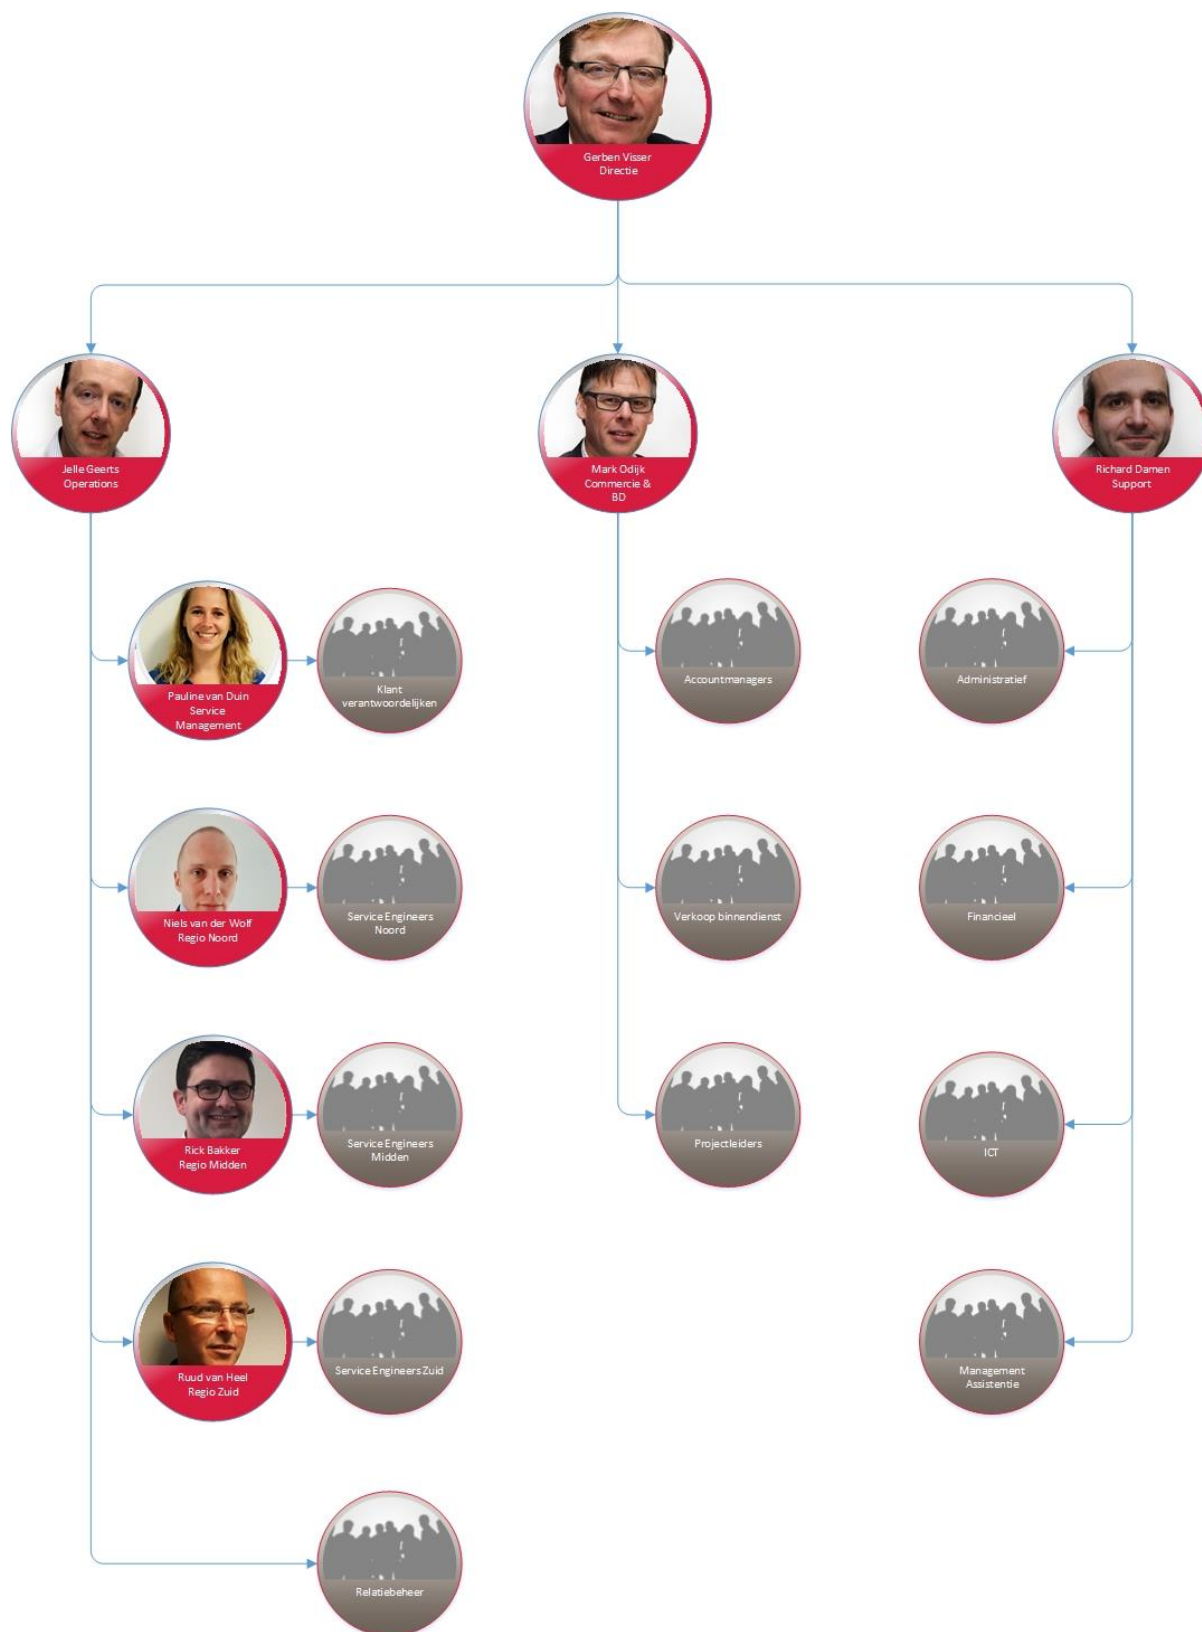 Gerben Visser
Directie
Jelle Geerts
Operations
Mark Odijk
Commercie &
BD
Richard Damen
Support
Pauline van Duin
Service
Management
Klant
verantwoordelijken
Accountmanagers
Administratief
Niels van der Wolf
Regio Noord
Service Engineers
Noord
Verkoop binnendienst
Financieel
Rick Bakker
Regio Midden
Service Engineers
Midden
Projectleiders
ICT
Ruud van Heel
Regio Zuid
Service Engineers Zuid
Management
Assistentie
Relatiebeheer